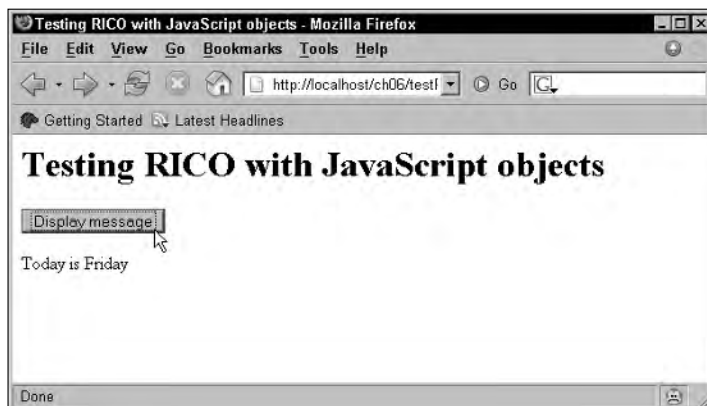 Testing RICO with JavaScript objects - Mozilla Firefox
File Edit View Go Bookmarks Tools Help
http://localhost/ch06/test Go G
Getting Started Latest Headlines
Testing RICO with JavaScript objects
Display message
Today is Friday
Done